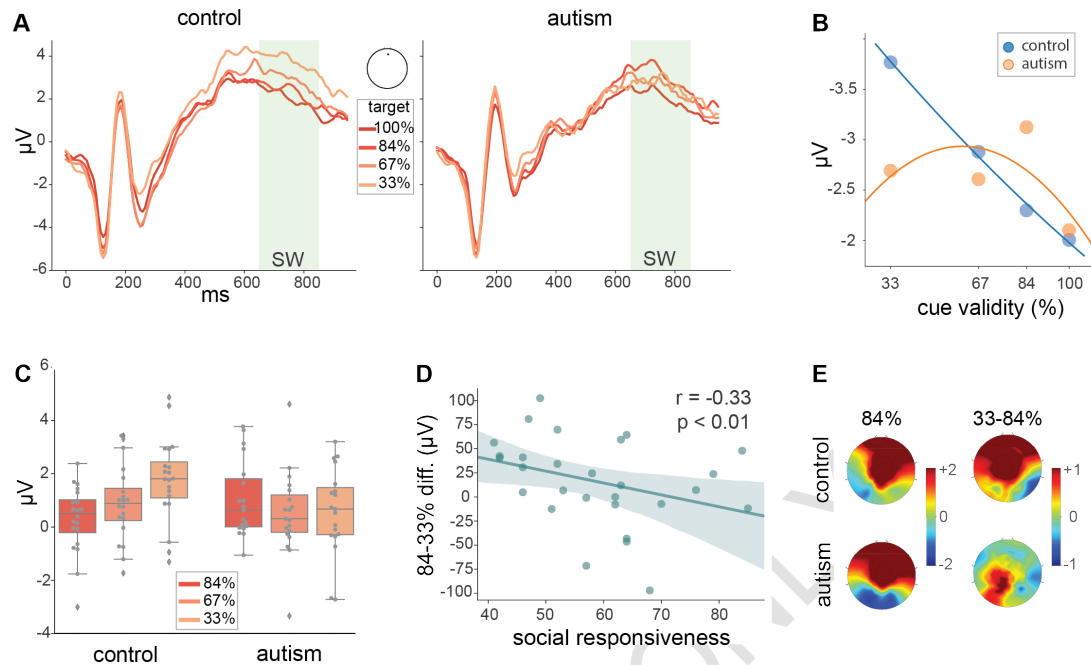 A
control
autism
4
2
0
-2
-4
-6
µV
0
200
400
600
800
ms
SW
target
100%
84%
67%
33%
0
200
400
600
800
SW
B
control
autism
-3.5
-3
-2.5
-2
µV
33
67
84
100
cue validity (%)
C
6
4
2
0
-2
-4
µV
84%
67%
33%
control
autism
D
r = -0.33
p < 0.01
100
75
50
25
0
-25
-50
-75
-100
84-33% diff. (µV)
40
50
60
70
80
social responsiveness
E
84%
33-84%
control
autism
+2
0
-2
+1
0
-1